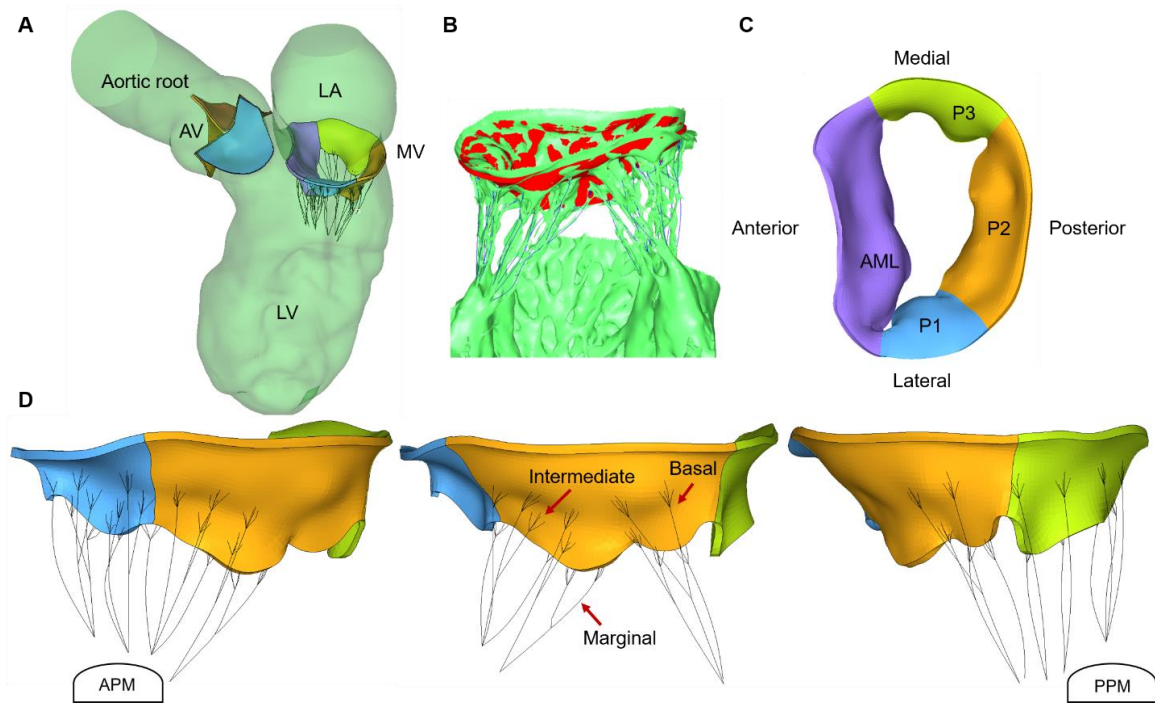 A
Aortic root
LA
AV
MV
LV
B
C
Medial
P3
Anterior
P2
Posterior
AML
P1
Lateral
D
Intermediate
Basal
Marginal
APM
PPM